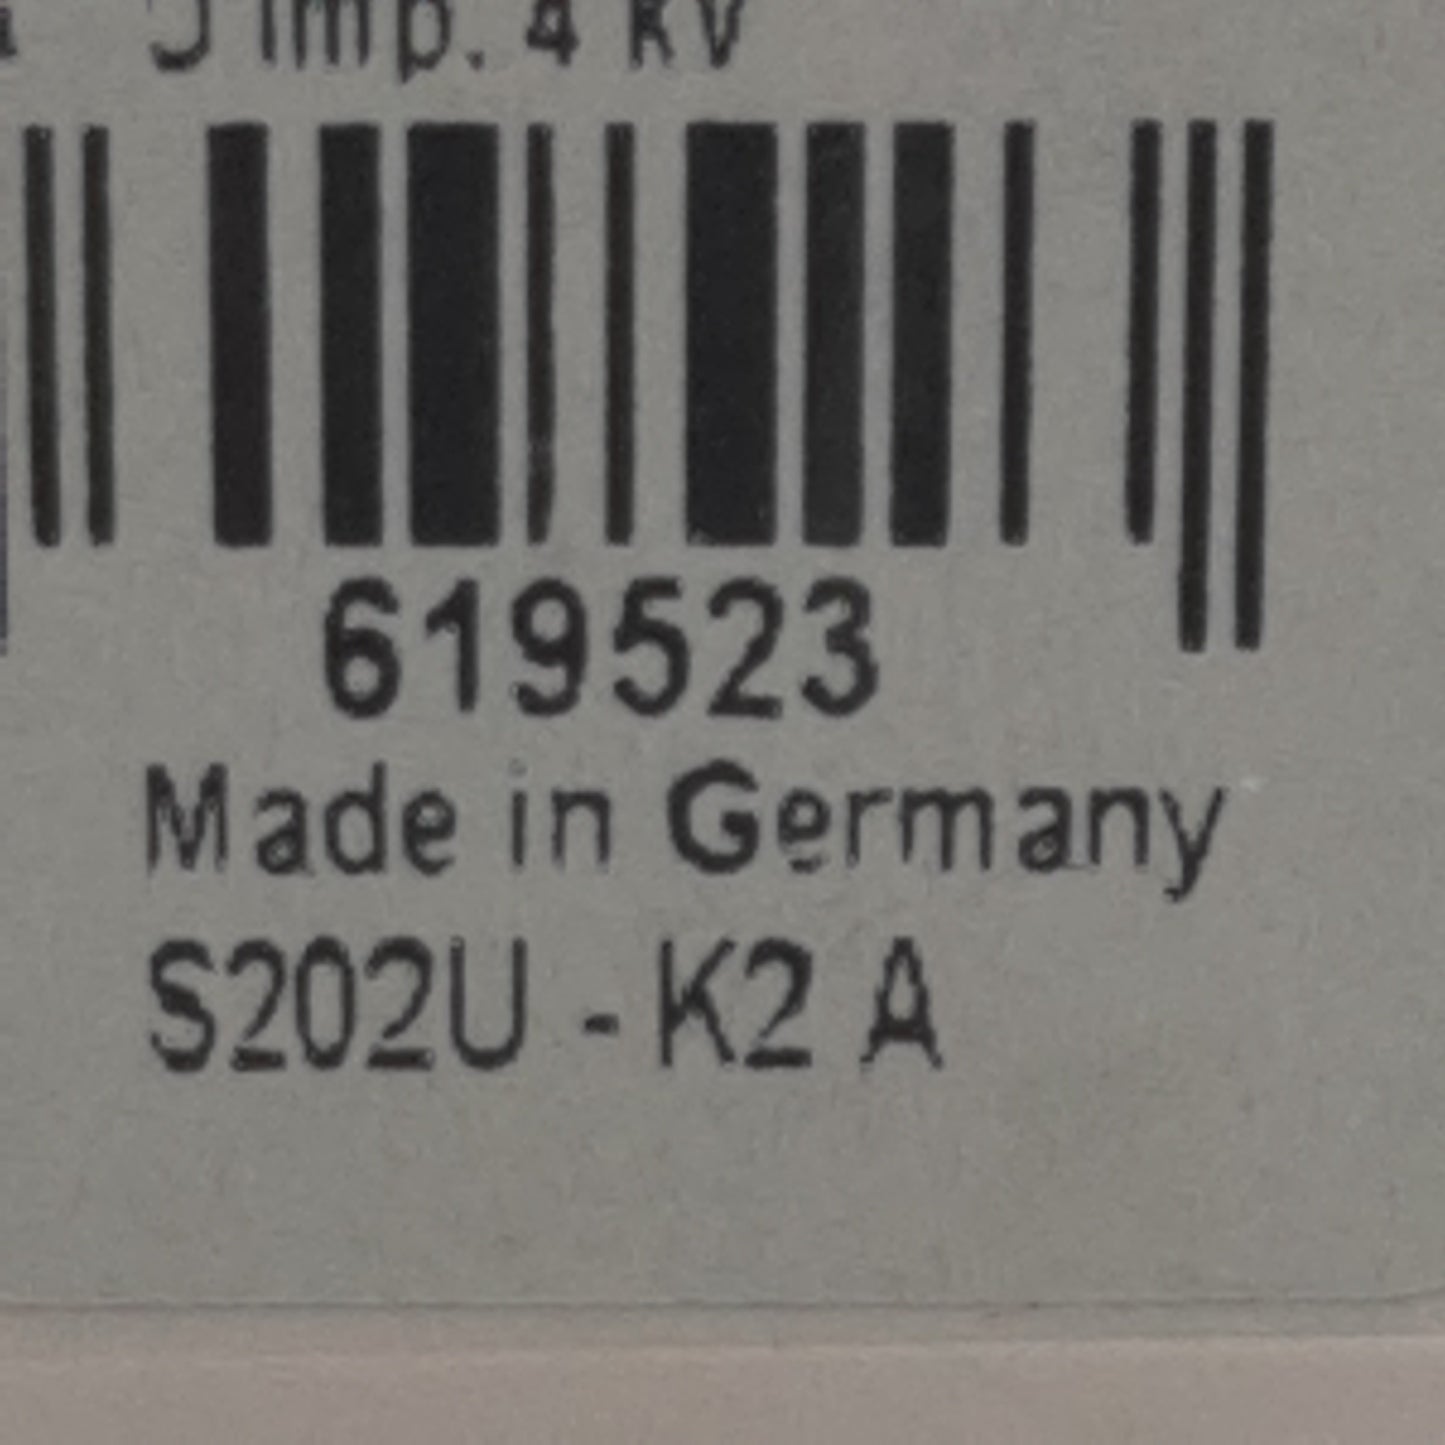 U imp. 4 kV
619523
Made in Germany
S202U - K2 A